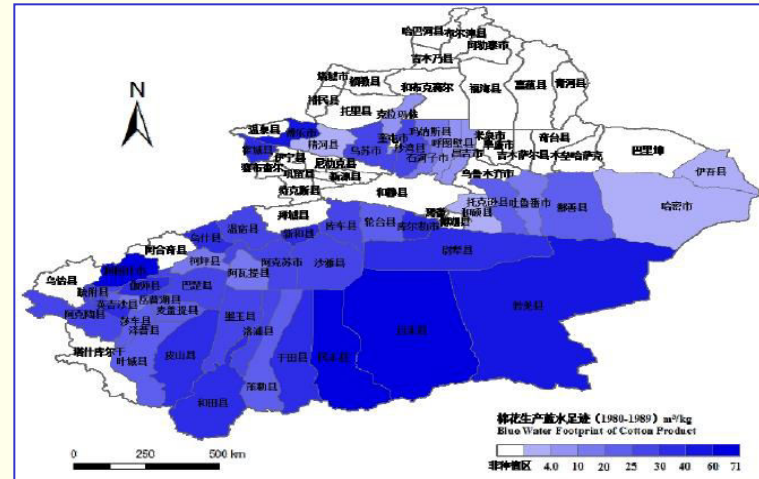 哈巴河县
布尔津县
阿勒泰市
吉木乃县
和布克赛尔
福海县
富蕴县
青河县
塔城市
额敏县
裕民县
托里县
克拉玛依
N
温泉县
博乐市
精河县
奎屯市
玛纳斯县
呼图壁县
米泉市
阜康市
奇台县
巴里坤
霍城县
乌苏市
沙湾县
石河子市
昌吉市
吉木萨尔县
木垒哈萨克
伊吾县
伊宁县
尼勒克县
察布查尔
巩留县
新源县
乌鲁木齐市
特克斯县
和静县
托克逊县
吐鲁番市
鄯善县
哈密市
和硕县
拜城县
库车县
轮台县
库尔勒市
乌什县
温宿县
新和县
阿合奇县
柯坪县
阿克苏市
沙雅县
尉犁县
乌恰县
阿图什市
阿瓦提县
疏附县
伽师县
巴楚县
若羌县
英吉沙县
岳普湖县
阿克陶县
麦盖提县
莎车县
墨玉县
泽普县
洛浦县
且末县
塔什库尔干
叶城县
皮山县
于田县
民丰县
策勒县
和田县
棉花生产蓝水足迹（1980-1989）m³/kg
Blue Water Footprint of Cotton Product
非种植区 4.0 10 20 25 30 40 60 71
0 250 500 km